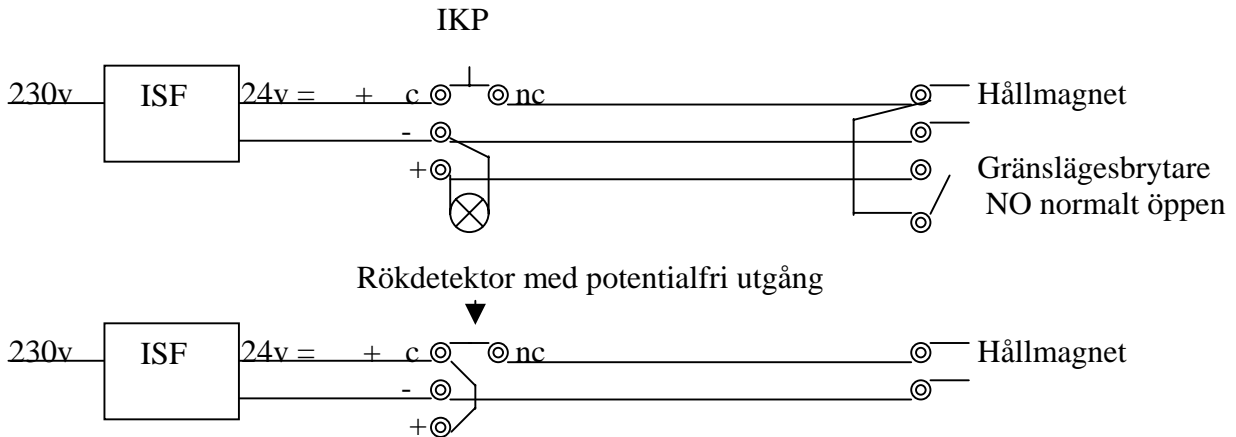 IKP
230v ISF 24v = + c nc Hållmagnet
-
+ Gränslägesbrytare
NO normalt öppen
Rökdetektor med potentialfri utgång
230v ISF 24v = + c nc Hållmagnet
-
+